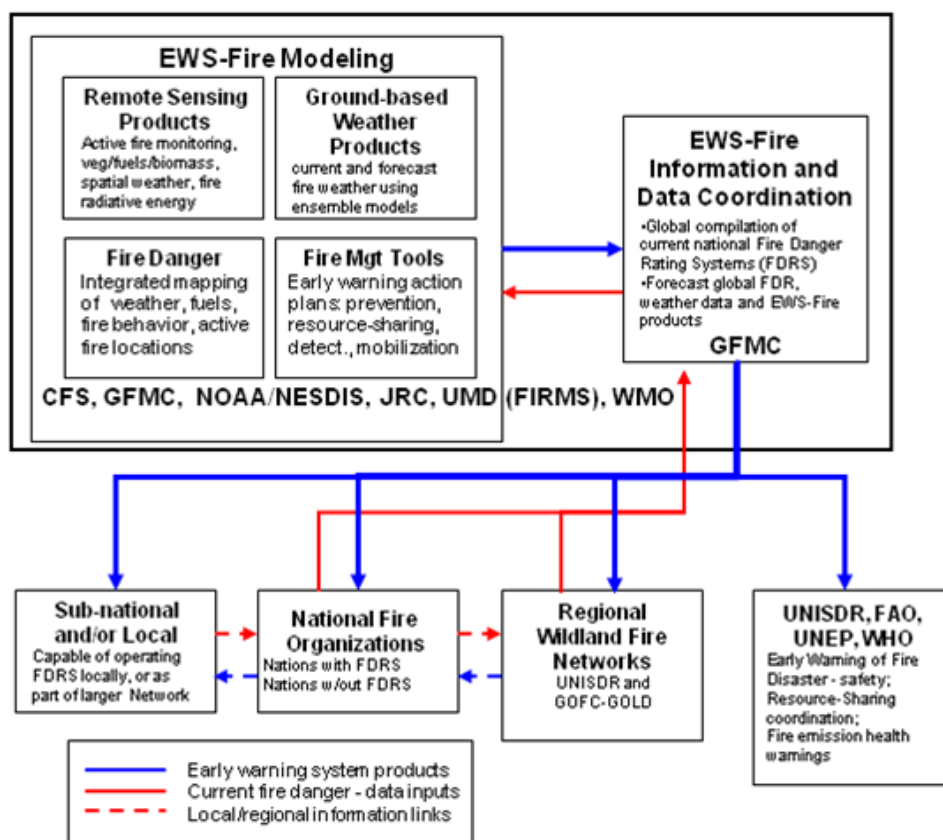 EWS-Fire Modeling
Remote Sensing
Products
Active fire monitoring,
veg/fuels/biomass,
spatial weather, fire
radiative energy
Ground-based
Weather
Products
current and forecast
fire weather using
ensemble models
Fire Danger
Integrated mapping
of weather, fuels,
fire behavior, active
fire locations
Fire Mgt Tools
Early warning action
plans: prevention,
resource-sharing,
detect., mobilization
CFS, GFMC, NOAA/NESDIS, JRC, UMD (FIRMS), WMO
EWS-Fire
Information and
Data Coordination
•Global compilation of
current national Fire Danger
Rating Systems (FDRS)
•Forecast global FDR,
weather data and EWS-Fire
products
GFMC
Sub-national
and/or Local
Capable of operating
FDRS locally, or as
part of larger Network
National Fire
Organizations
Nations with FDRS
Nations w/out FDRS
Regional
Wildland Fire
Networks
UNISDR and
GOFC-GOLD
UNISDR, FAO,
UNEP, WHO
Early Warning of Fire
Disaster - safety;
Resource-Sharing
coordination;
Fire emission health
warnings
Early warning system products
Current fire danger - data inputs
Local/regional information links